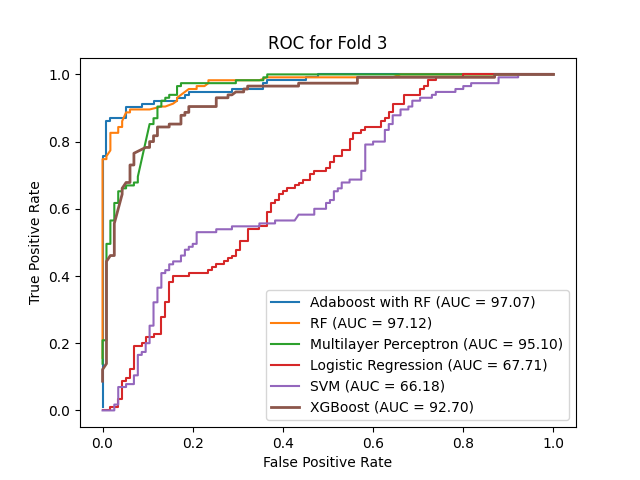 ROC for Fold 3
True Positive Rate
1.0
0.8
0.6
0.4
0.2
0.0
Adaboost with RF (AUC = 97.07)
RF (AUC = 97.12)
Multilayer Perceptron (AUC = 95.10)
Logistic Regression (AUC = 67.71)
SVM (AUC = 66.18)
XGBoost (AUC = 92.70)
0.0 0.2 0.4 0.6 0.8 1.0
False Positive Rate